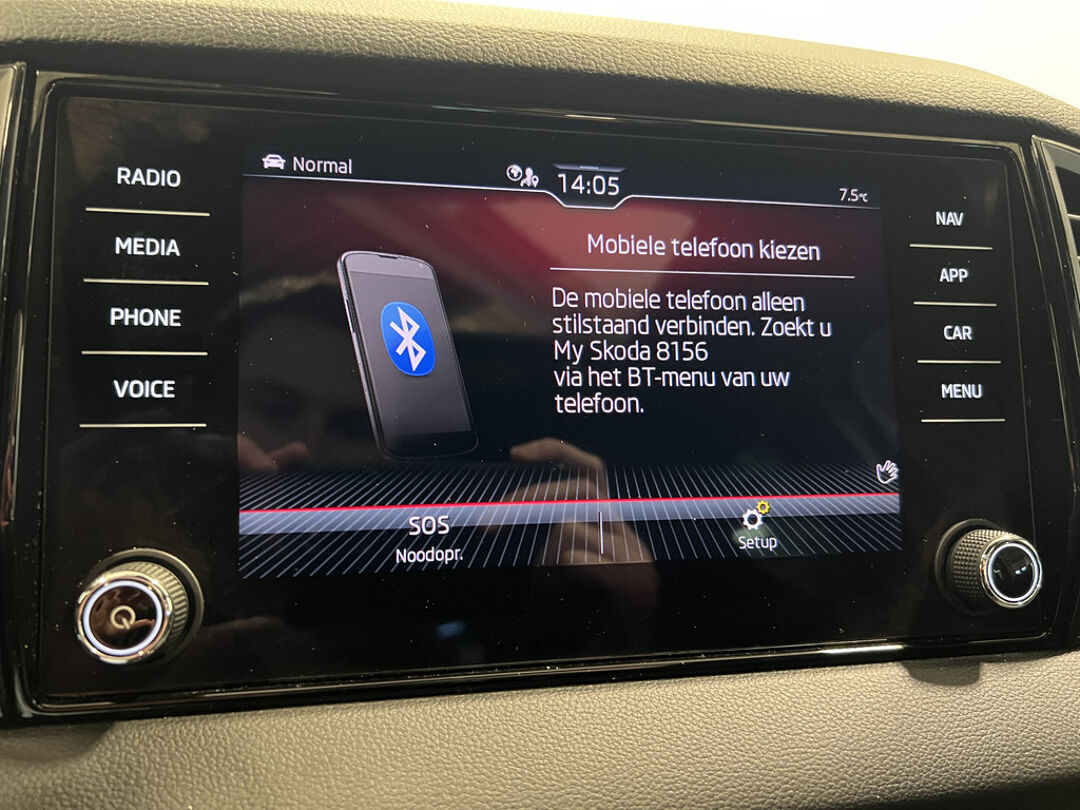 RADIO
MEDIA
PHONE
VOICE
Normal
14:05
7.5°C
Mobiele telefoon kiezen
De mobiele telefoon alleen
stilstaand verbinden. Zoekt u
My Skoda 8156
via het BT-menu van uw
telefoon.
SOS
Noodopr.
Setup
NAV
APP
CAR
MENU